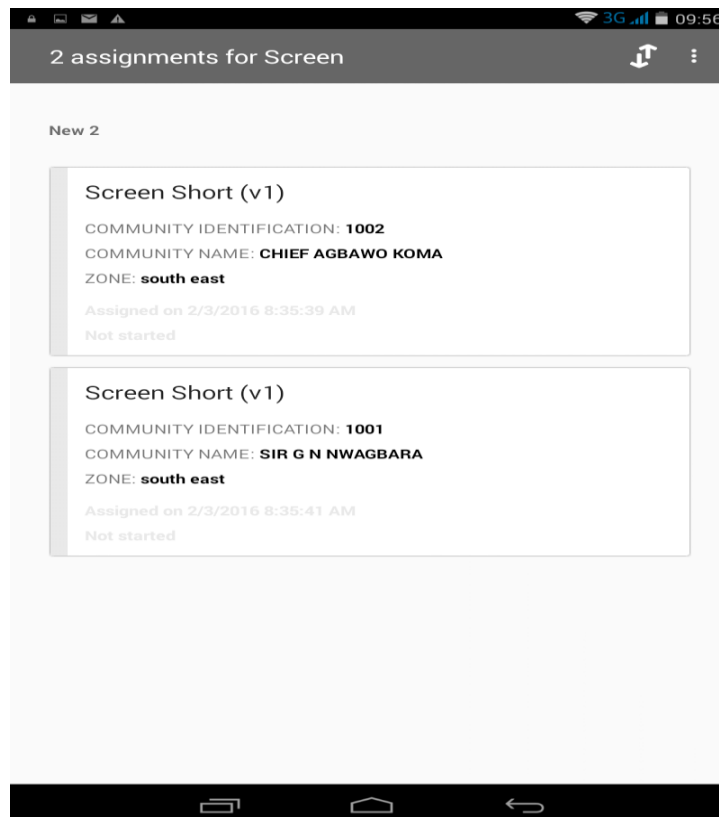 3G 09:56
2 assignments for Screen
New 2
Screen Short (v1)
COMMUNITY IDENTIFICATION: 1002
COMMUNITY NAME: CHIEF AGBAWO KOMA
ZONE: south east
Assigned on 2/3/2016 8:35:39 AM
Not started
Screen Short (v1)
COMMUNITY IDENTIFICATION: 1001
COMMUNITY NAME: SIR G N NWAGBARA
ZONE: south east
Assigned on 2/3/2016 8:35:41 AM
Not started